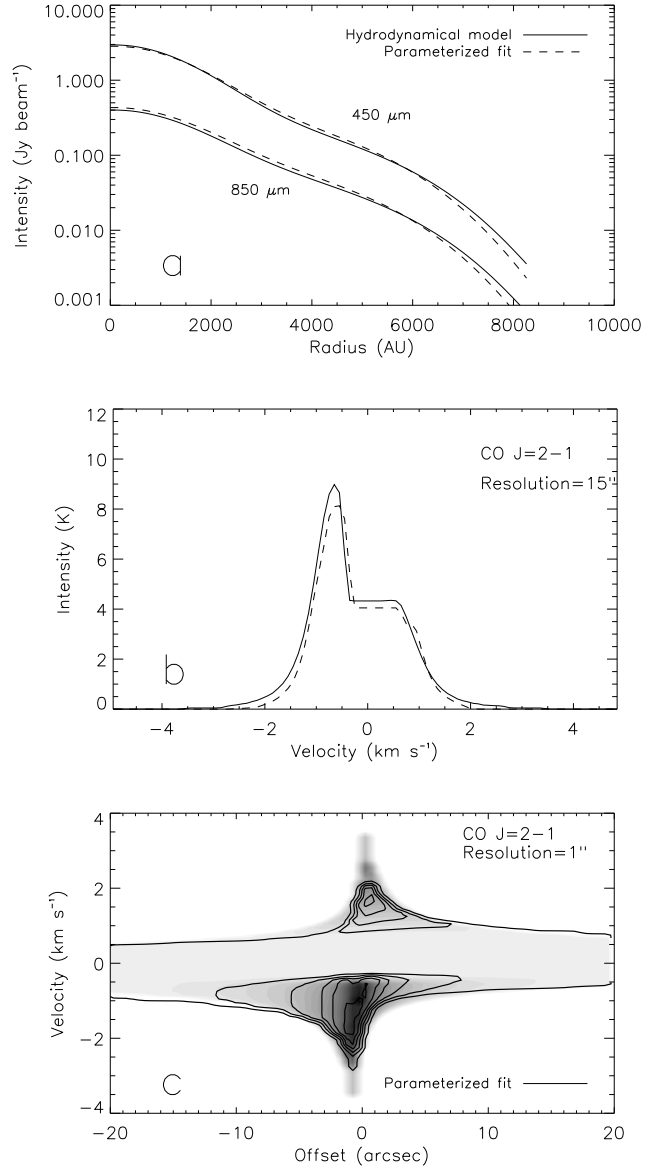 10.000
1.000
0.100
0.010
0.001
Intensity (Jy beam⁻¹)
Hydrodynamical model
Parameterized fit
450 μm
850 μm
a
0 2000 4000 6000 8000 10000
Radius (AU)
12
10
8
6
4
2
0
Intensity (K)
CO J=2−1
Resolution=15"
b
−4 −2 0 2 4
Velocity (km s⁻¹)
4
2
0
−2
−4
Velocity (km s⁻¹)
CO J=2−1
Resolution=1"
c
Parameterized fit
−20 −10 0 10 20
Offset (arcsec)